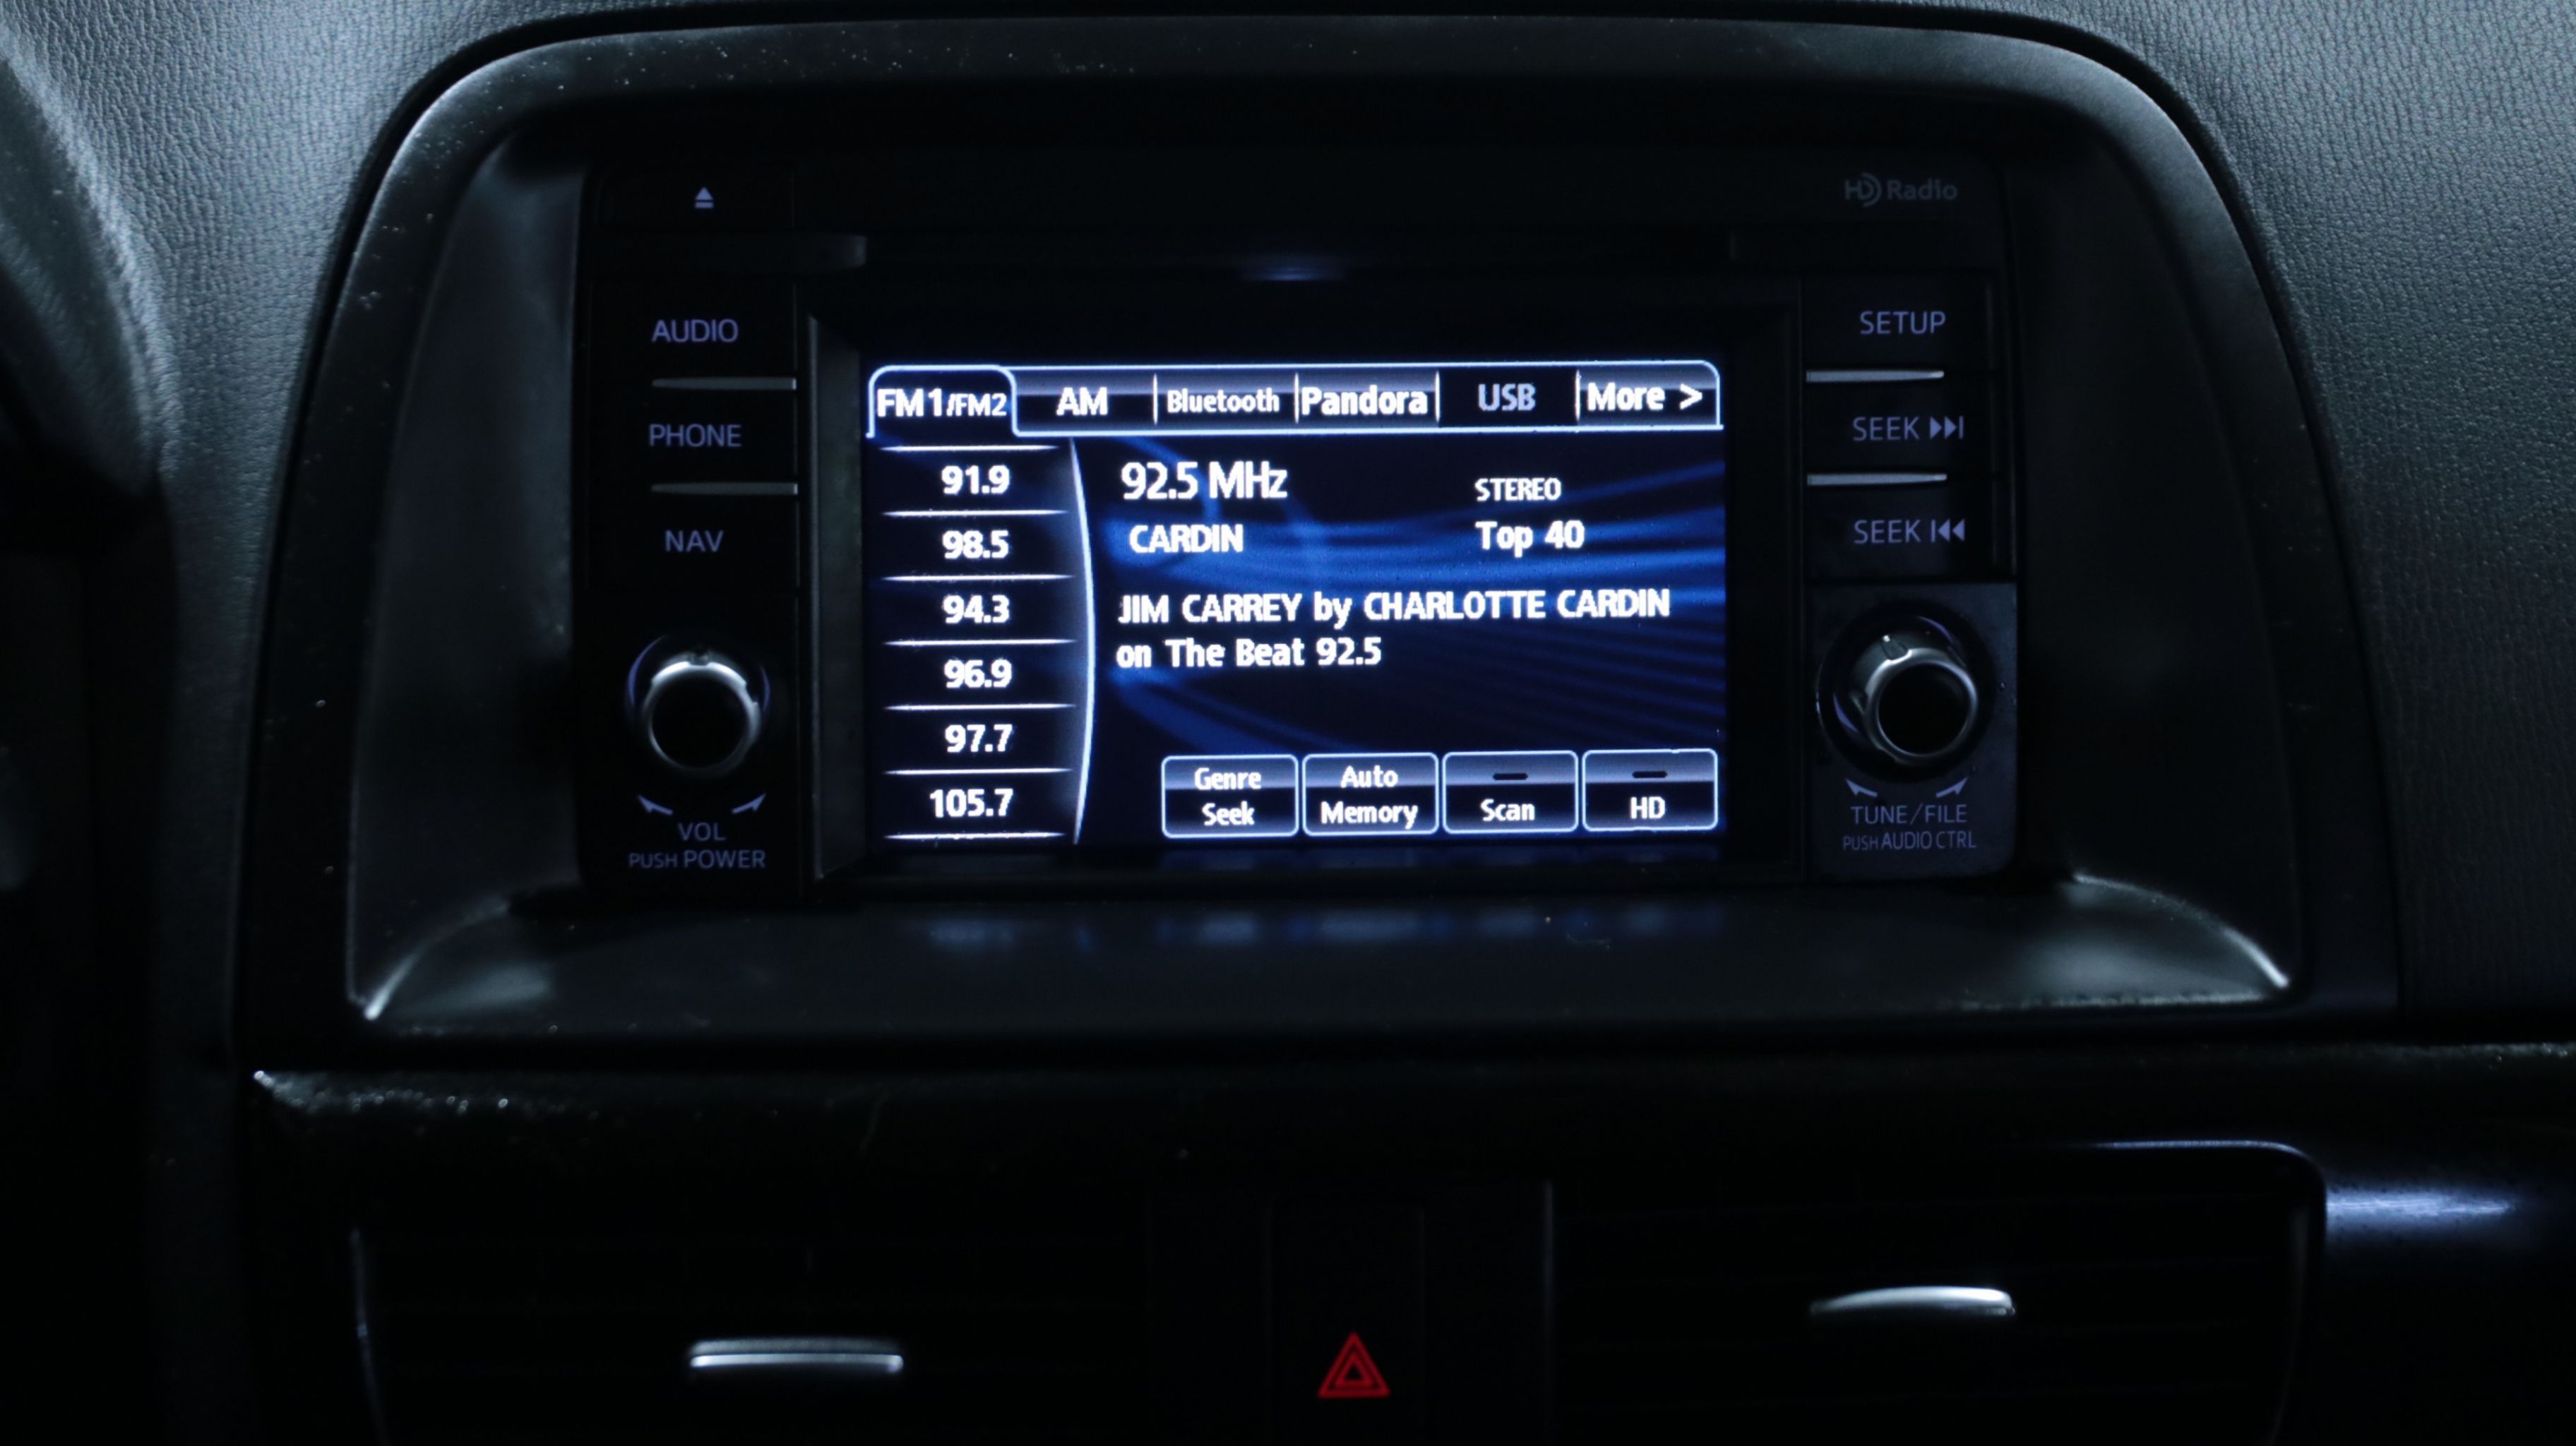 HD Radio
AUDIO
PHONE
NAV
VOL
PUSH POWER
FM1/FM2 AM Bluetooth Pandora USB More >
91.9
98.5
94.3
96.9
97.7
105.7
92.5 MHz STEREO
CARDIN Top 40
JIM CARREY by CHARLOTTE CARDIN
on The Beat 92.5
Genre Seek
Auto Memory
Scan
HD
SETUP
SEEK
SEEK
TUNE/FILE
PUSH AUDIO CTRL